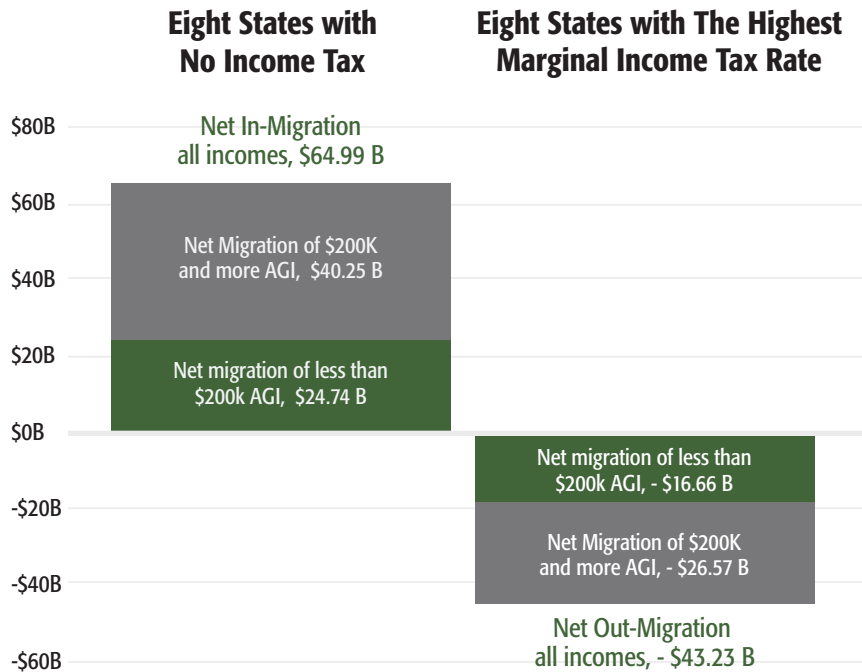 Eight States with
No Income Tax
Eight States with The Highest
Marginal Income Tax Rate
$80B
$60B
$40B
$20B
$0B
-$20B
-$40B
-$60B
Net In-Migration
all incomes, $64.99 B
Net Migration of $200K
and more AGI, $40.25 B
Net migration of less than
$200k AGI, $24.74 B
Net migration of less than
$200k AGI, - $16.66 B
Net Migration of $200K
and more AGI, - $26.57 B
Net Out-Migration
all incomes, - $43.23 B